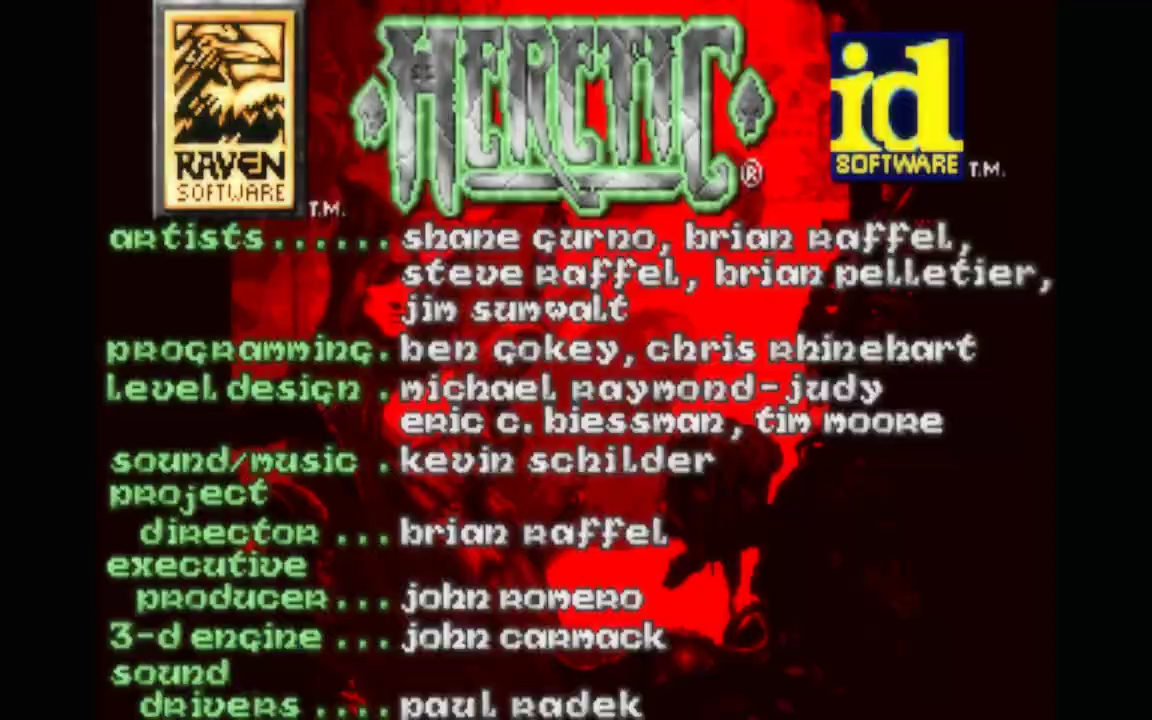 HERETIC ®
RAVEN
SOFTWARE
T.M.
id
SOFTWARE T.M.
artists...... shane gurno, brian raffel,
steve raffel, brian pelletier,
jim sumwalt
programming. ben gokey, chris rhinehart
level design . michael raymond-judy
eric c. biessman, tim moore
sound/music . kevin schilder
project
director ... brian raffel
executive
producer... john romero
3-d engine ... john carmack
sound
drivers .... paul radek